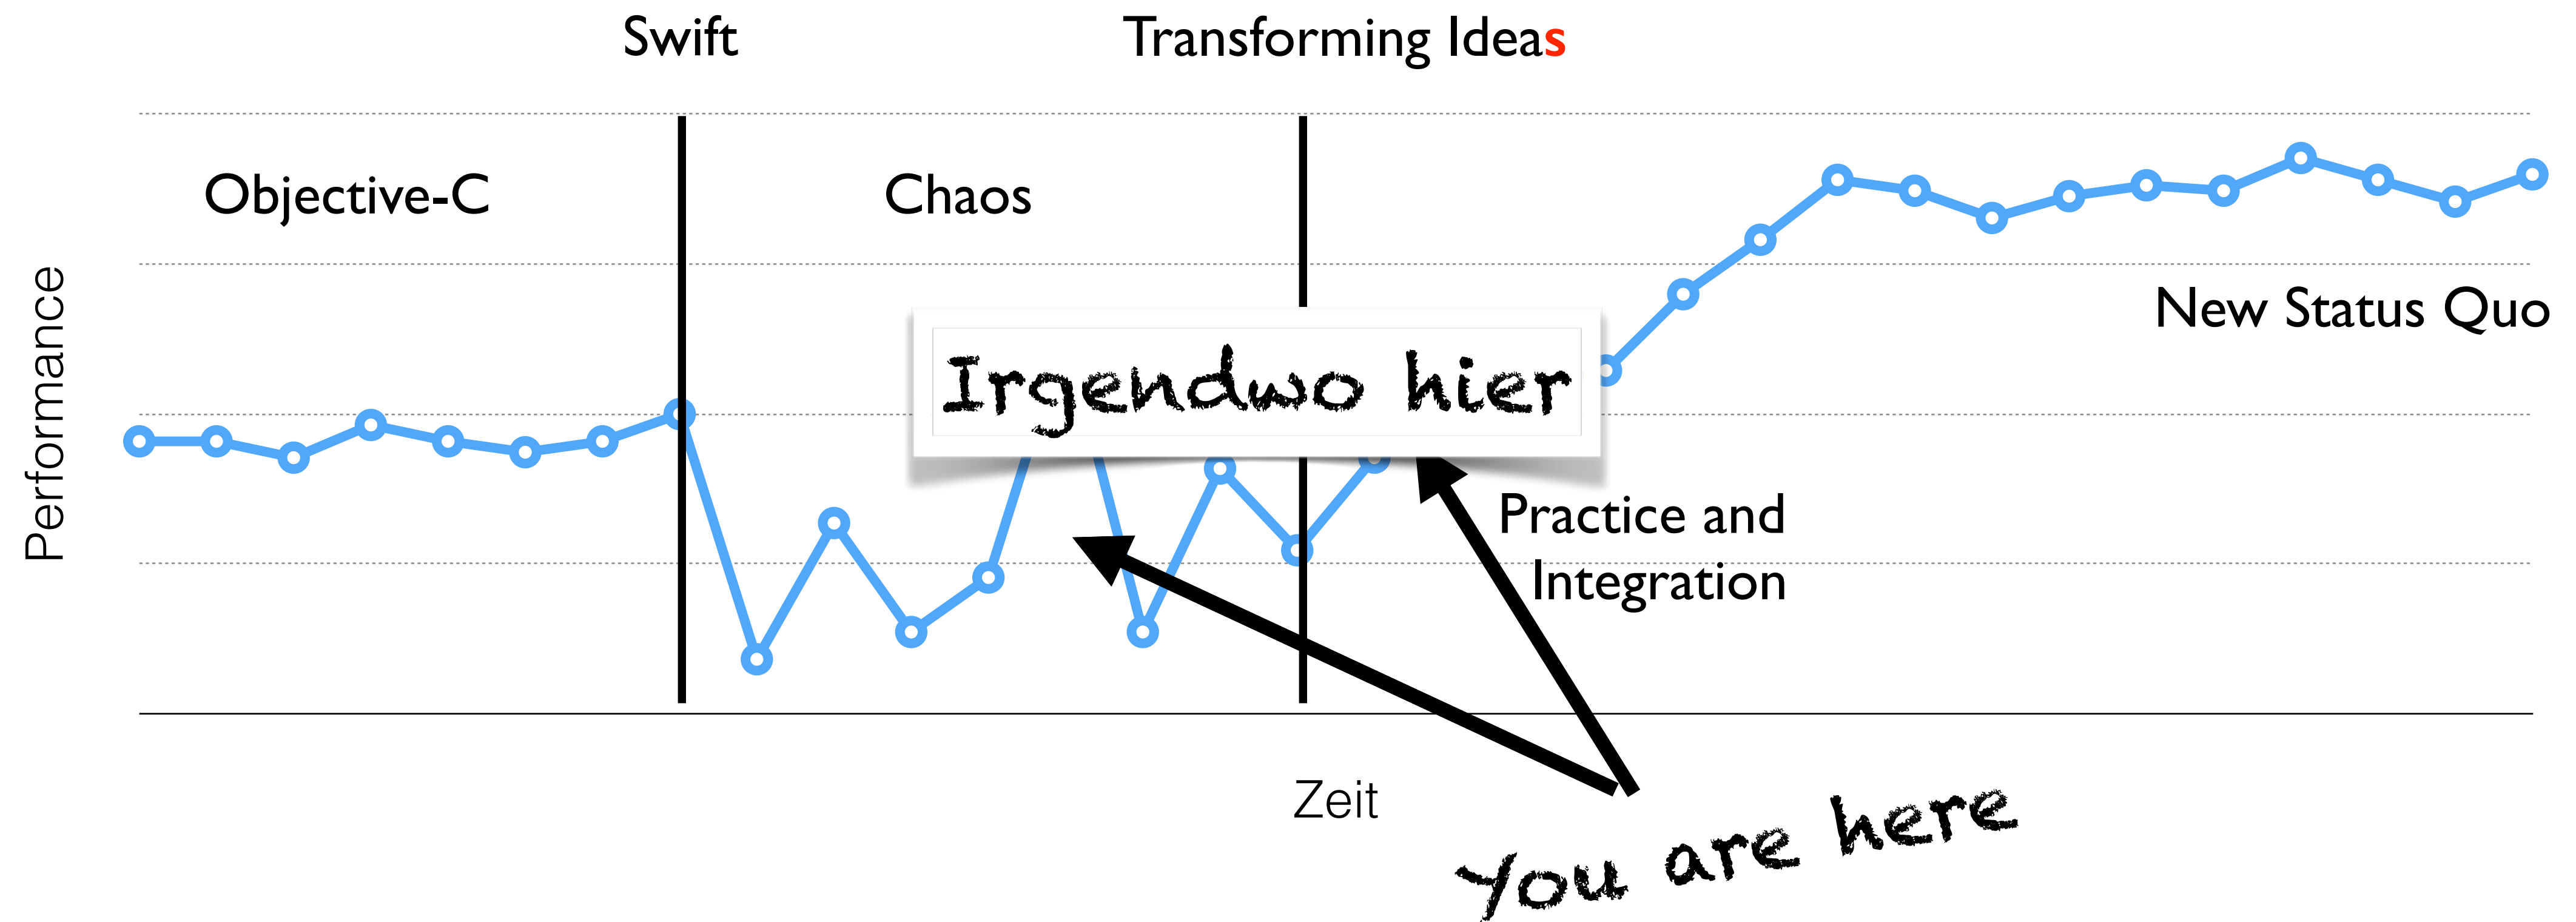 Swift
Transforming Ideas
Objective-C
Chaos
New Status Quo
Irgendwo hier
Performance
Practice and
Integration
Zeit
You are here